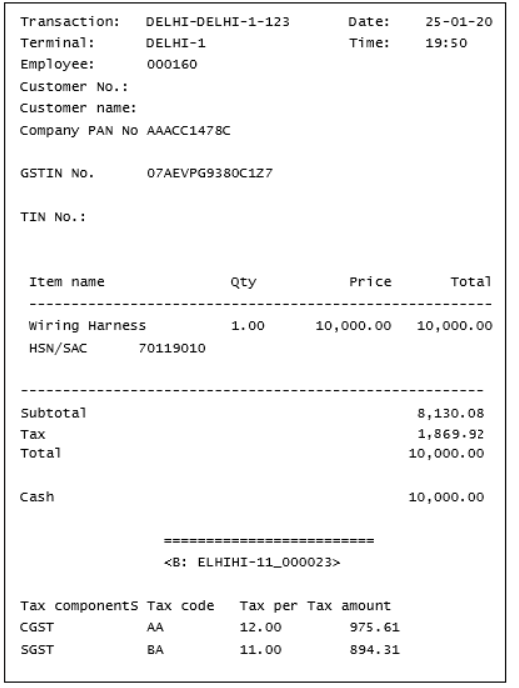 Transaction: DELHI-DELHI-1-123 Date: 25-01-20
Terminal: DELHI-1 Time: 19:50
Employee: 000160
Customer No.:
Customer name:
Company PAN No AAACC1478C
GSTIN No. 07AEVPG9380C1Z7
TIN No.:
Item name Qty Price Total
---------------------------------------------------------
Wiring Harness 1.00 10,000.00 10,000.00
HSN/SAC 70119010
---------------------------------------------------------
Subtotal 8,130.08
Tax 1,869.92
Total 10,000.00
Cash 10,000.00
==========================
<B: ELHIHI-11_000023>
Tax components Tax code Tax per Tax amount
CGST AA 12.00 975.61
SGST BA 11.00 894.31